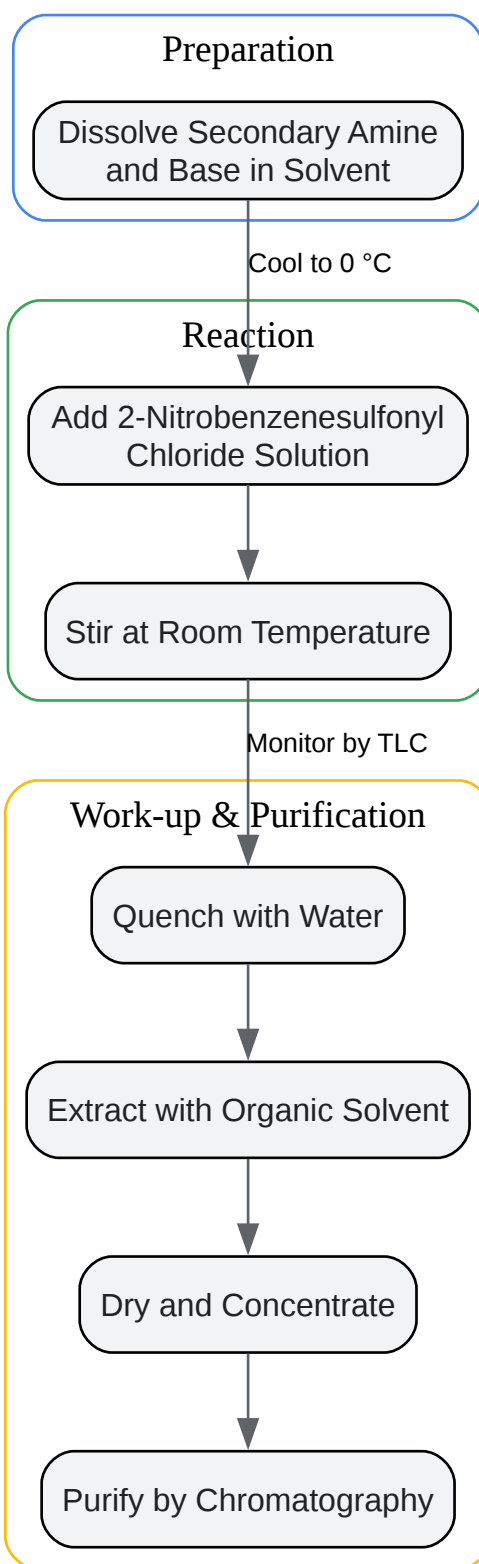 Preparation
Dissolve Secondary Amine
and Base in Solvent
Cool to 0 °C
Reaction
Add 2-Nitrobenzenesulfonyl
Chloride Solution
Stir at Room Temperature
Monitor by TLC
Work-up & Purification
Quench with Water
Extract with Organic Solvent
Dry and Concentrate
Purify by Chromatography